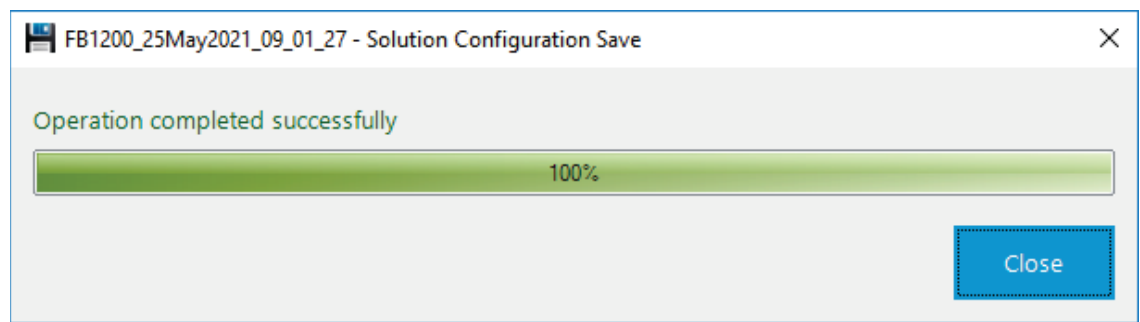 FB1200_25May2021_09_01_27 - Solution Configuration Save
Operation completed successfully
100%
Close